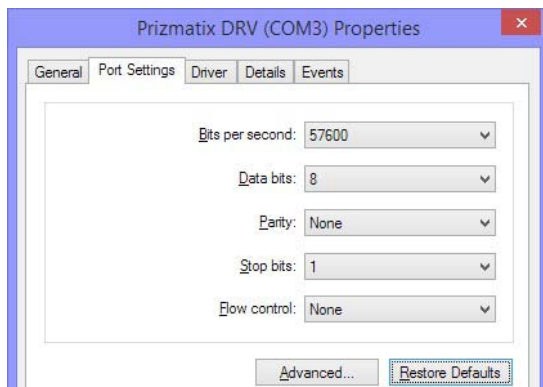 Prizmatix DRV (COM3) Properties
General Port Settings Driver Details Events
Bits per second: 57600
Data bits: 8
Parity: None
Stop bits: 1
Flow control: None
Advanced... Restore Defaults